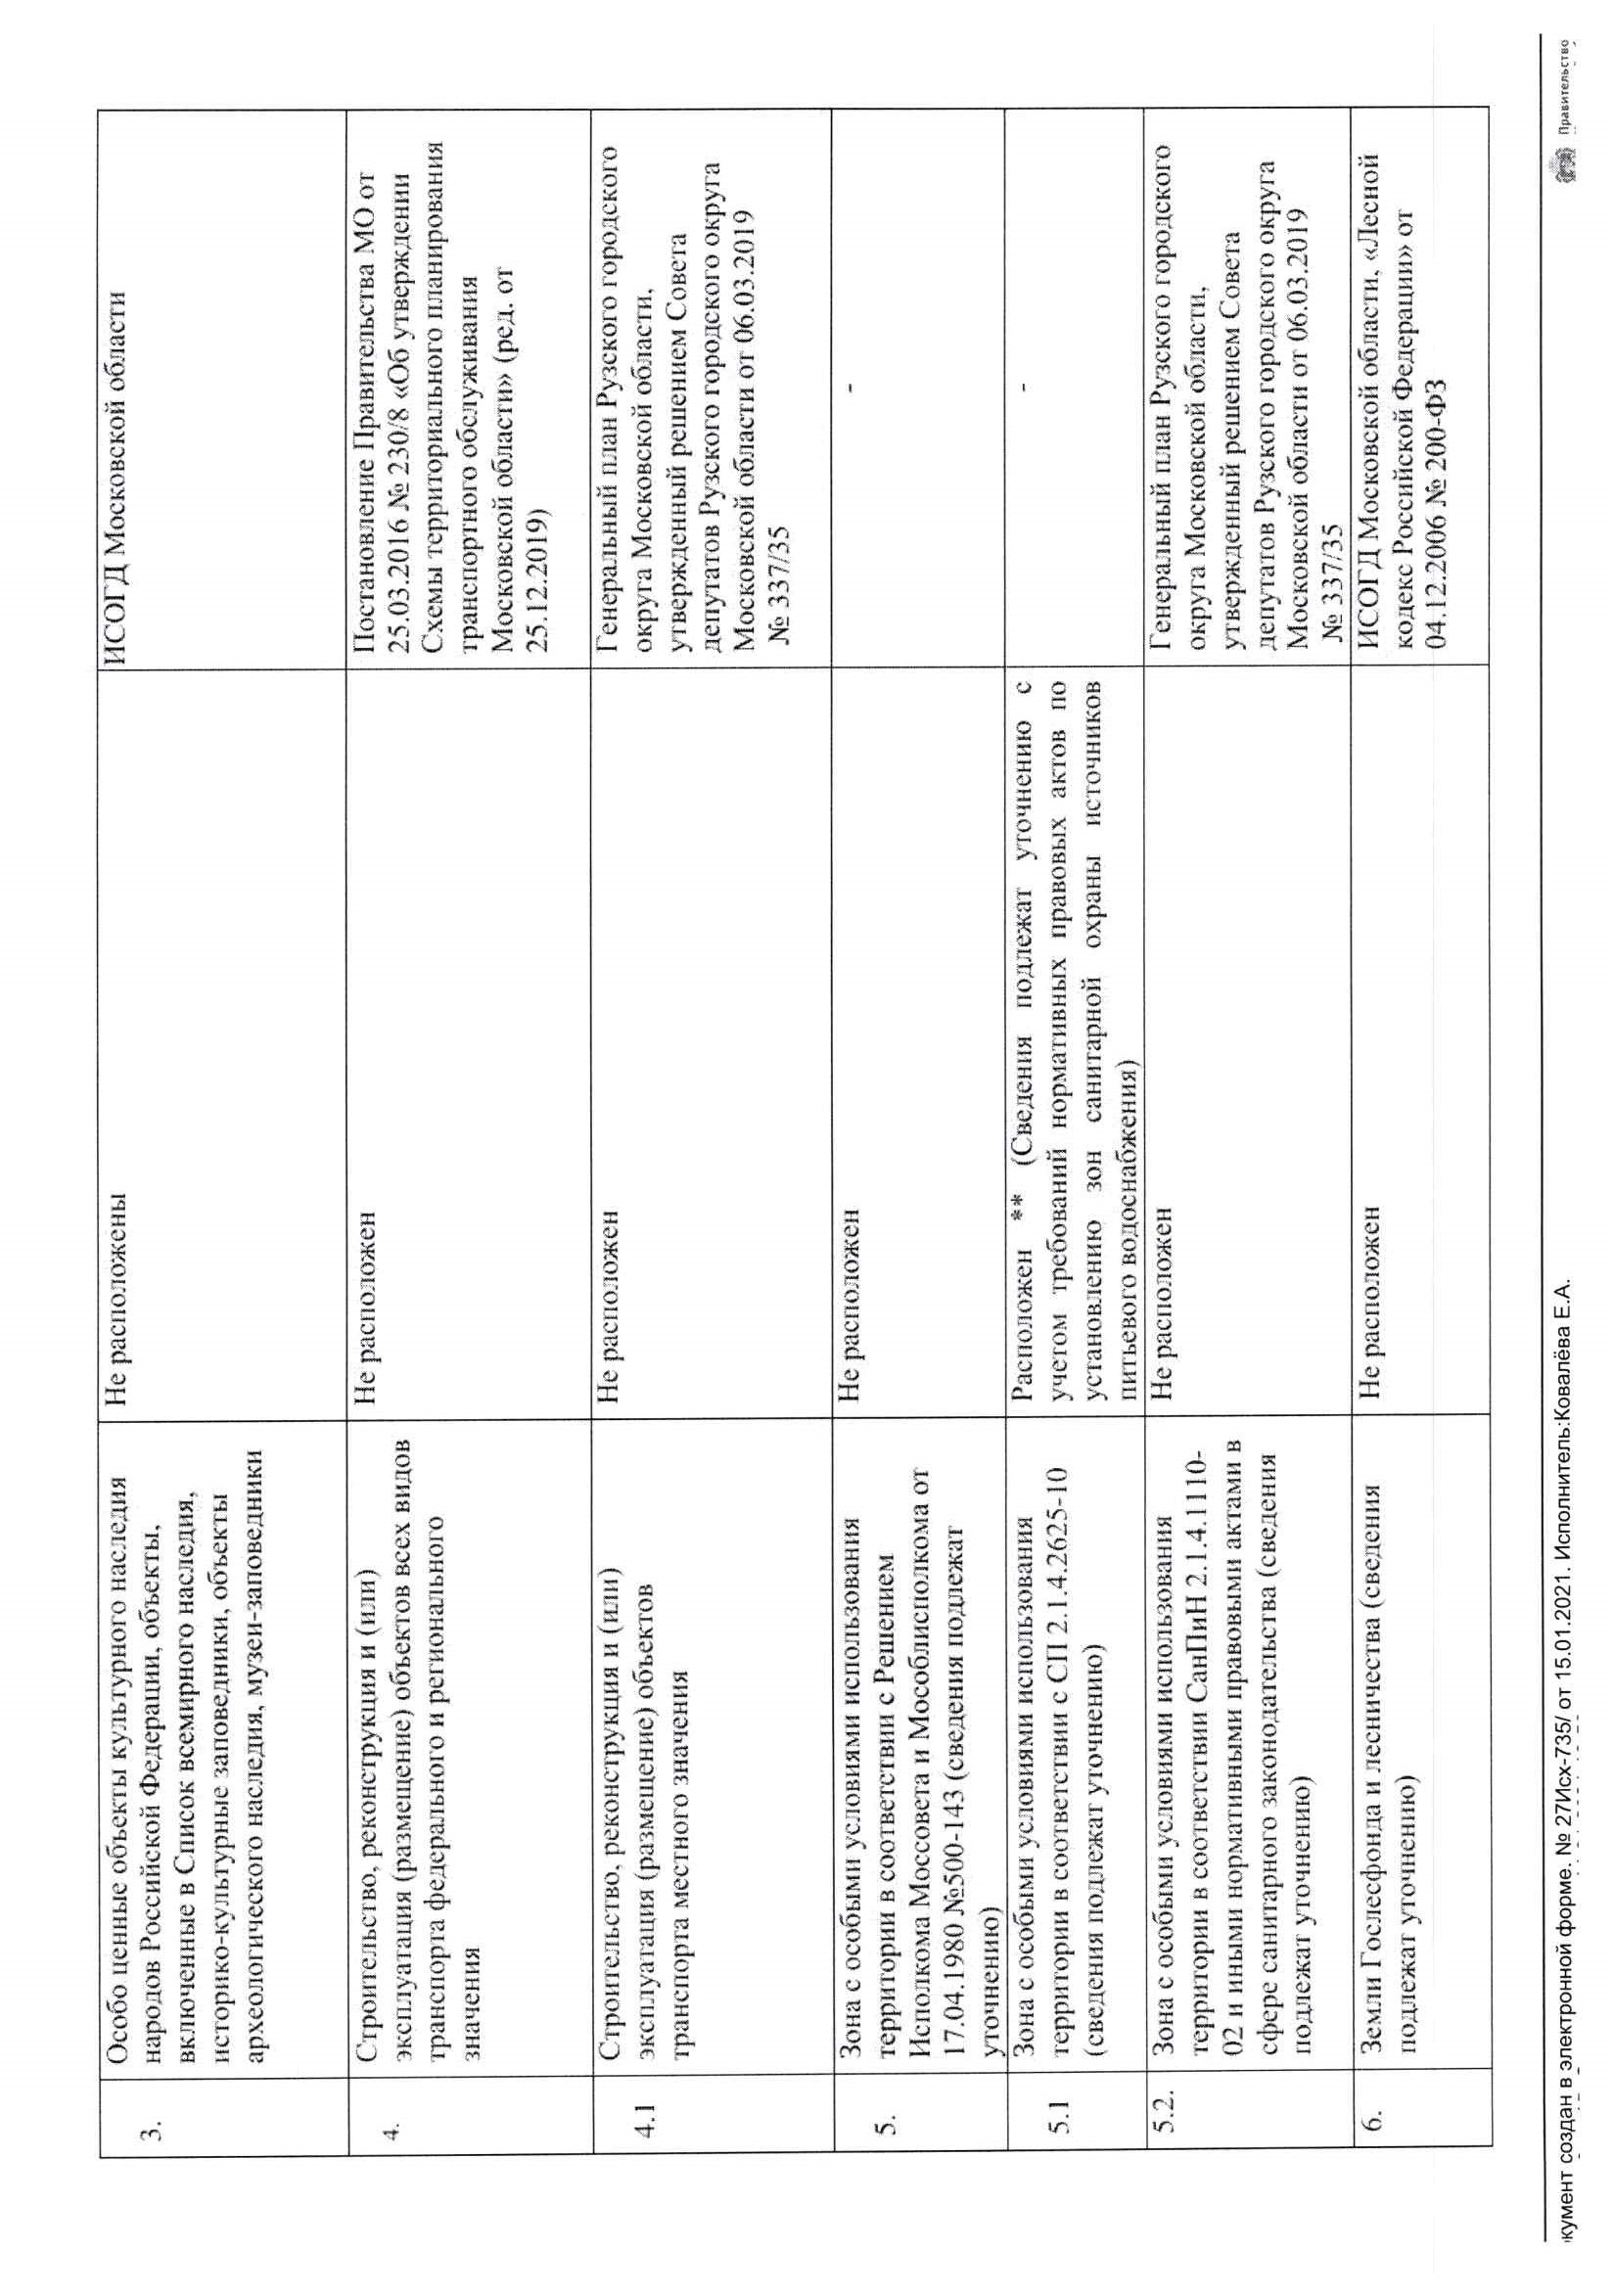 3.
Особо ценные объекты культурного наследия
народов Российской Федерации, объекты,
включенные в Список всемирного наследия,
историко-культурные заповедники, объекты
археологического наследия, музеи-заповедники
Не расположены
ИСОГД Московской области
4.
Строительство, реконструкция и (или)
эксплуатация (размещение) объектов всех видов
транспорта федерального и регионального
значения
Не расположен
Постановление Правительства МО от
25.03.2016 № 230/8 «Об утверждении
Схемы территориального планирования
транспортного обслуживания
Московской области» (ред. от
25.12.2019)
4.1
Строительство, реконструкция и (или)
эксплуатация (размещение) объектов
транспорта местного значения
Не расположен
Генеральный план Рузского городского
округа Московской области,
утвержденный решением Совета
депутатов Рузского городского округа
Московской области от 06.03.2019
№ 337/35
5.
Зона с особыми условиями использования
территории в соответствии с Решением
Исполкома Моссовета и Мособлисполкома от
17.04.1980 №500-143 (сведения подлежат
уточнению)
Не расположен
-
5.1
Зона с особыми условиями использования
территории в соответствии с СП 2.1.4.2625-10
(сведения подлежат уточнению)
Расположен ** (Сведения подлежат уточнению с
учетом требований нормативных правовых актов по
установлению зон санитарной охраны источников
питьевого водоснабжения)
-
5.2.
Зона с особыми условиями использования
территории в соответствии СанПиН 2.1.4.1110-
02 и иными нормативными правовыми актами в
сфере санитарного законодательства (сведения
подлежат уточнению)
Не расположен
Генеральный план Рузского городского
округа Московской области,
утвержденный решением Совета
депутатов Рузского городского округа
Московской области от 06.03.2019
№ 337/35
6.
Земли Гослесфонда и лесничества (сведения
подлежат уточнению)
Не расположен
ИСОГД Московской области, «Лесной
кодекс Российской Федерации» от
04.12.2006 № 200-ФЗ
кумент создан в электронной форме. № 27Исх-735/ от 15.01.2021. Исполнитель:Ковалёва Е.А.
Правительство